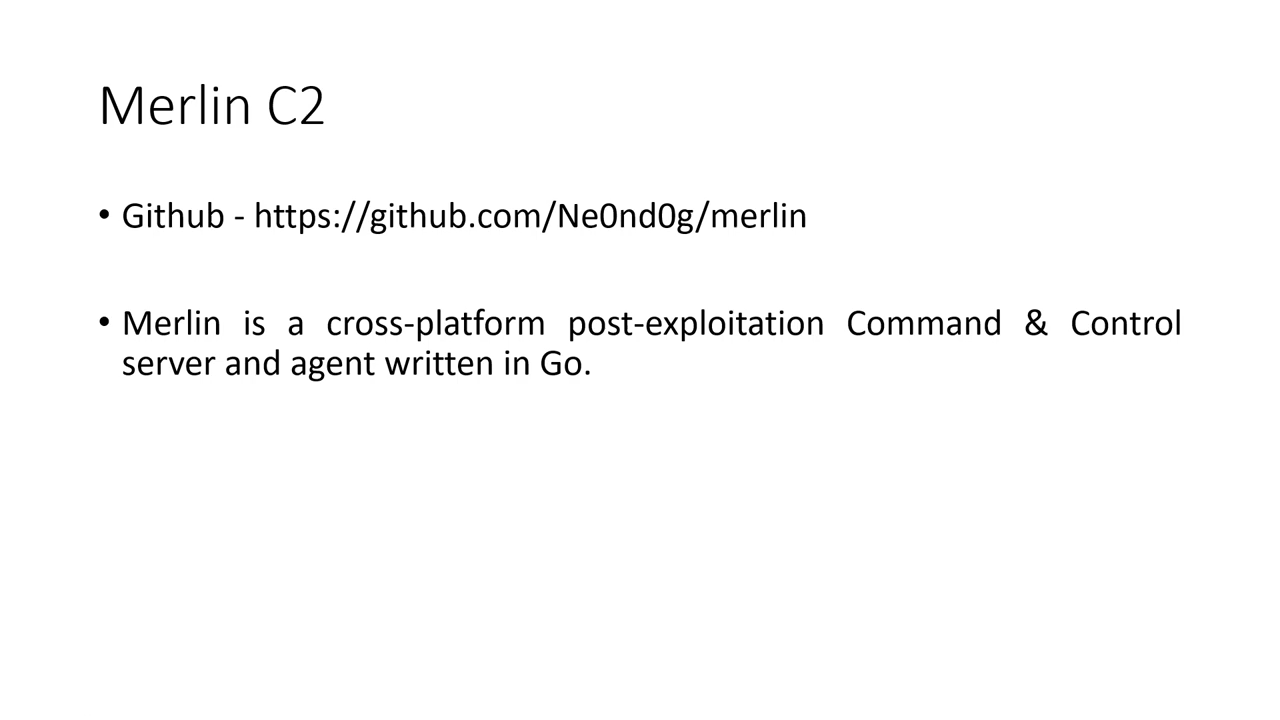 Merlin C2
• Github - https://github.com/Ne0nd0g/merlin
• Merlin is a cross-platform post-exploitation Command & Control
server and agent written in Go.